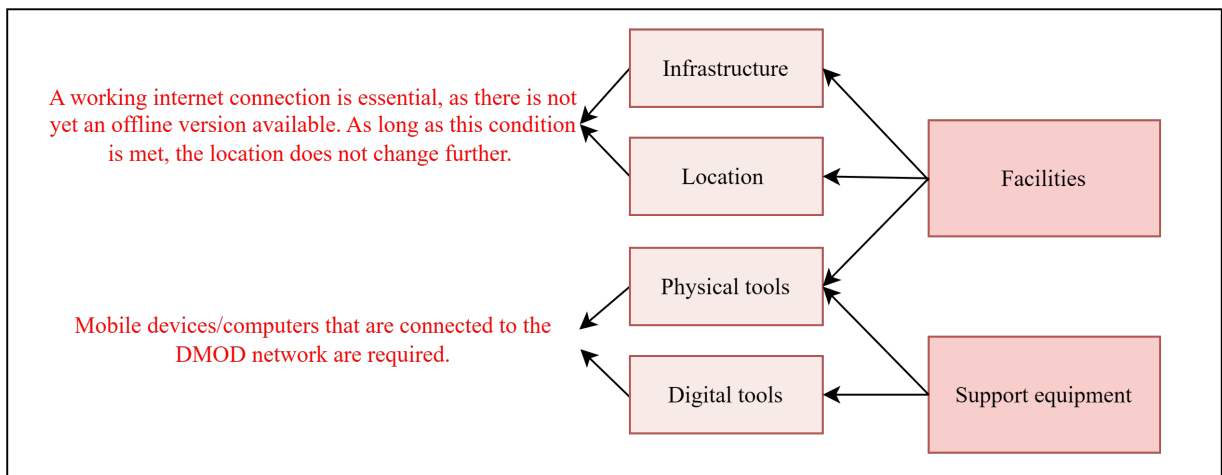 Infrastructure
A working internet connection is essential, as there is not
yet an offline version available. As long as this condition
is met, the location does not change further.
Location
Facilities
Physical tools
Mobile devices/computers that are connected to the
DMOD network are required.
Digital tools
Support equipment